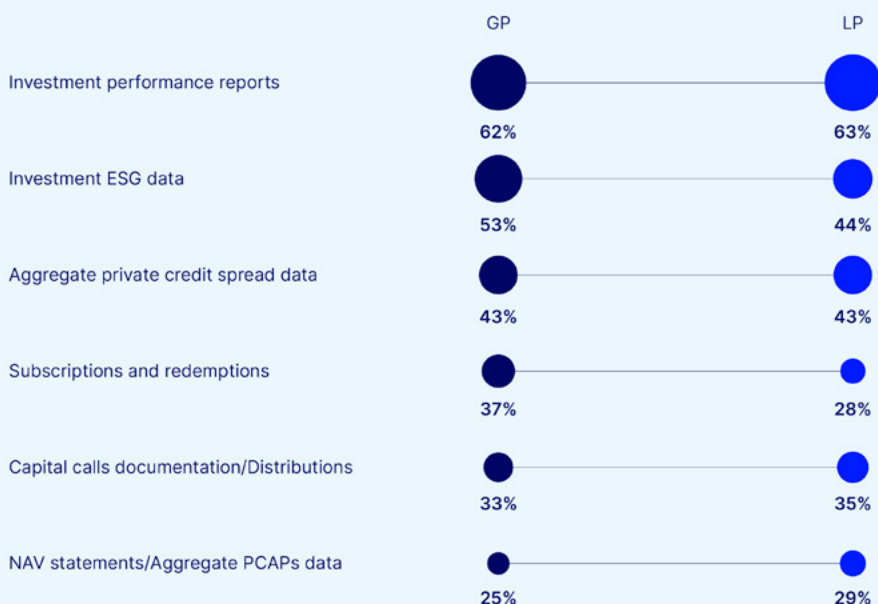 GP LP
Investment performance reports
62% 63%
Investment ESG data
53% 44%
Aggregate private credit spread data
43% 43%
Subscriptions and redemptions
37% 28%
Capital calls documentation/Distributions
33% 35%
NAV statements/Aggregate PCAPs data
25% 29%